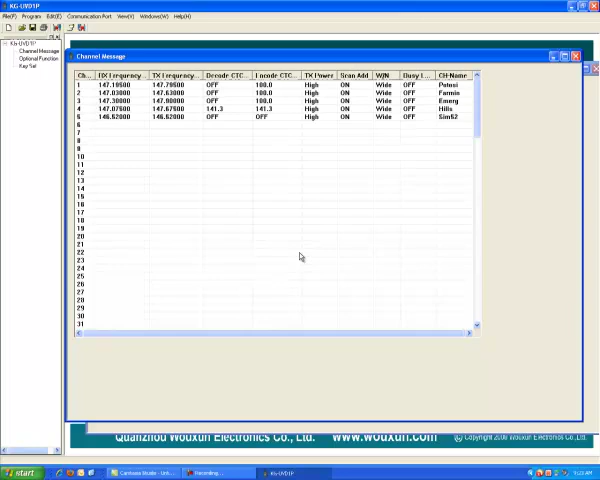 KG-UVD1P
File(F) Program Edit(E) Communication Port View(V) Windows(W) Help(H)
KG-UVD1P
Channel Message
Optional Function
Key Set
Channel Message
Ch... RX Frequency... TX Frequency... Decode CTC... Encode CTC... TX Power Scan Add W/N Busy L... CH-Name
1 147.19500 147.79500 OFF 100.0 High ON Wide OFF Potosi
2 147.03000 147.63000 OFF 100.0 High ON Wide OFF Farmin
3 147.30000 147.90000 OFF 100.0 High ON Wide OFF Emerg
4 147.07500 147.67500 141.3 141.3 High ON Wide OFF Hills
5 146.52000 146.52000 OFF OFF High ON Wide OFF Sim52
6
7
8
9
10
11
12
13
14
15
16
17
18
19
20
21
22
23
24
25
26
27
28
29
30
31
Quanzhou Wouxun Electronics Co., Ltd. www.wouxun.com © Copyright 2008 Wouxun Electronics Co.,Ltd.
start Camtasia Studio - Unti... Recording... KG-UVD1P